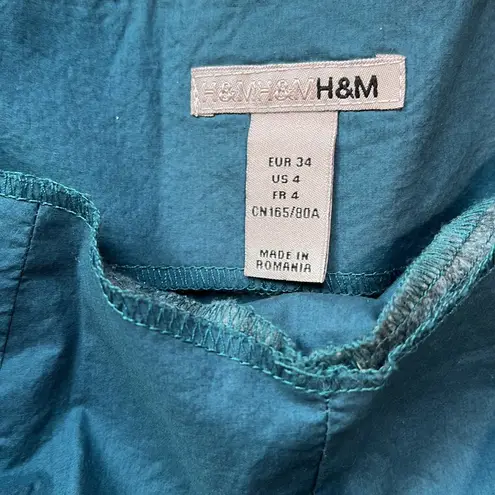 H&MH&MH&M
EUR 34
US 4
FR 4
CN165/80A
MADE IN
ROMANIA